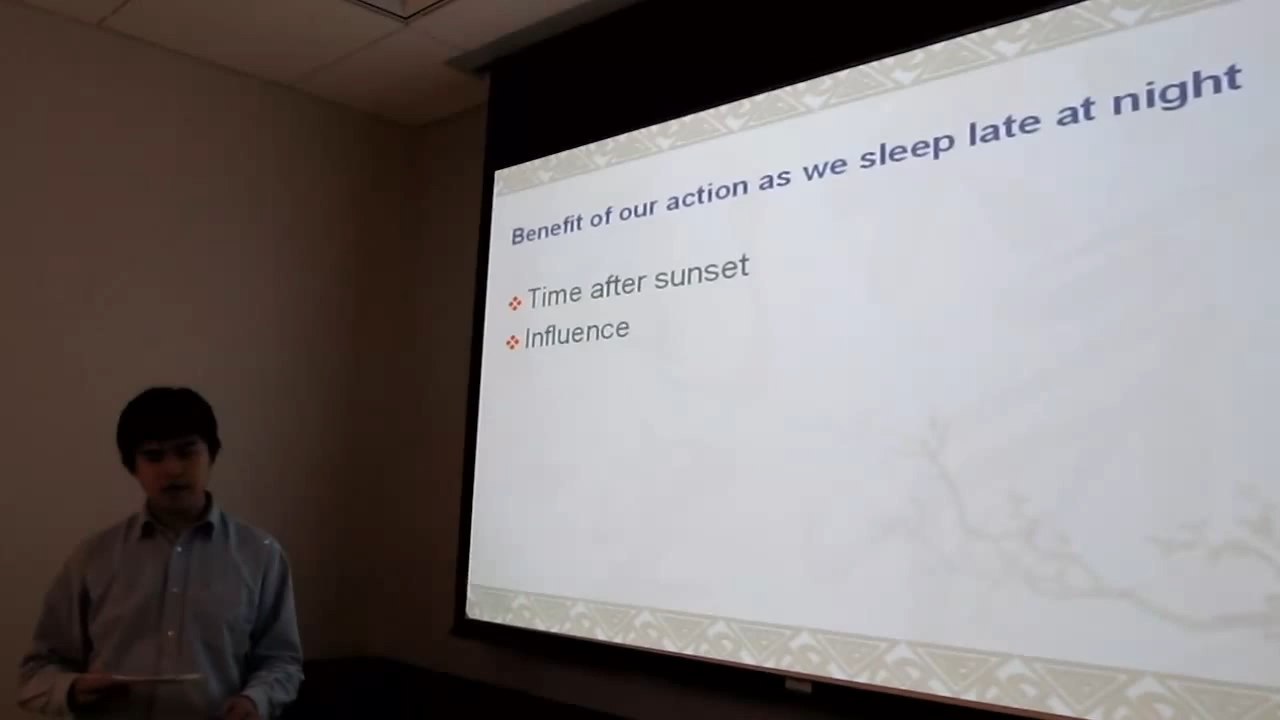 Benefit of our action as we sleep late at night
Time after sunset
Influence